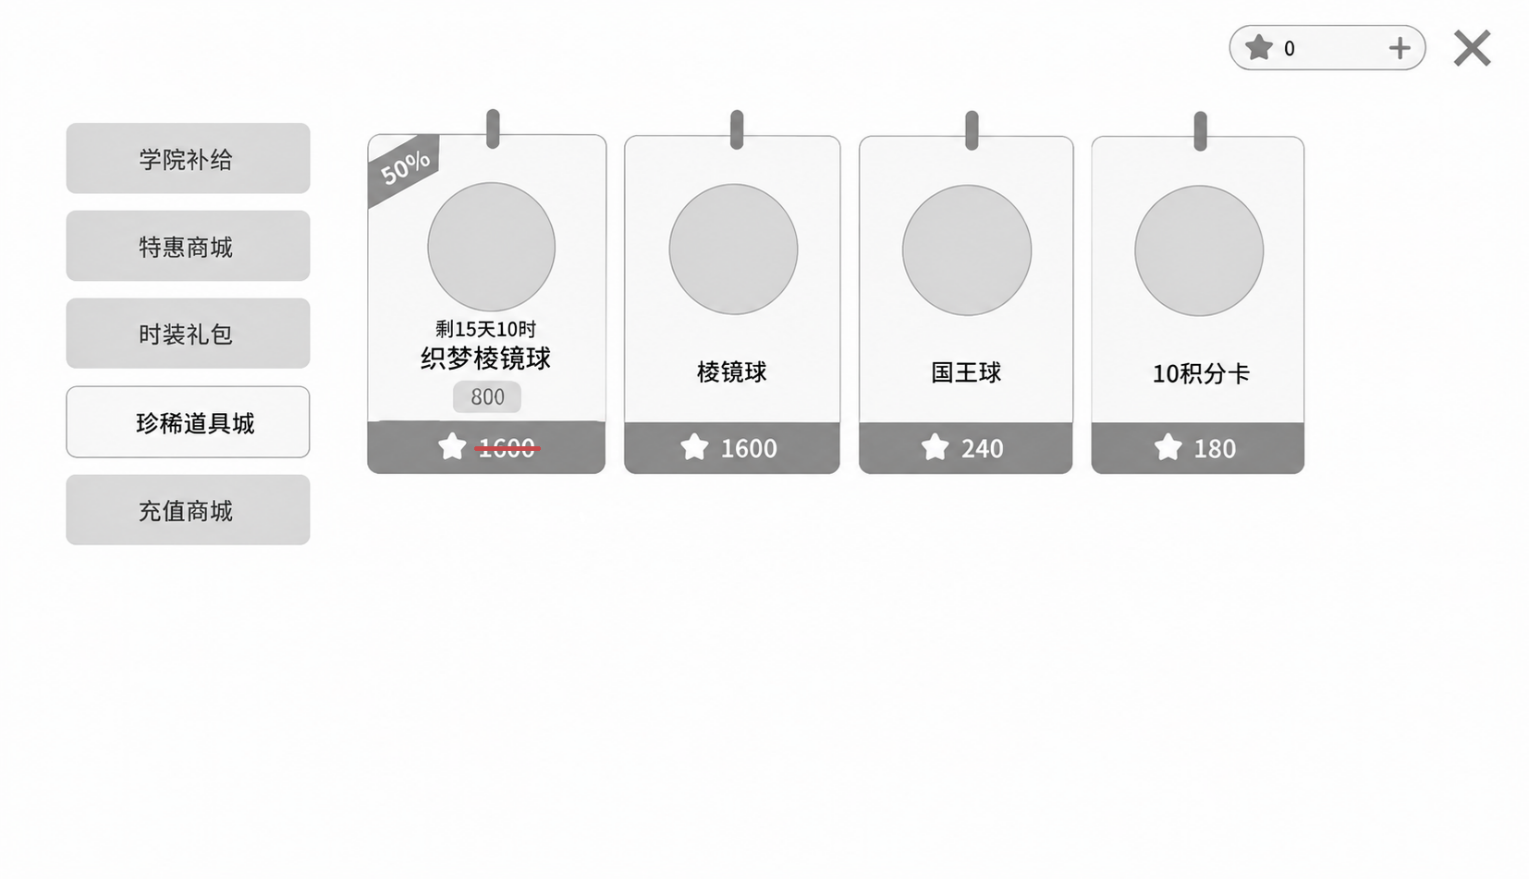 0
学院补给
特惠商城
时装礼包
珍稀道具城
充值商城
50%
剩15天10时
织梦棱镜球
800
1600
棱镜球
1600
国王球
240
10积分卡
180